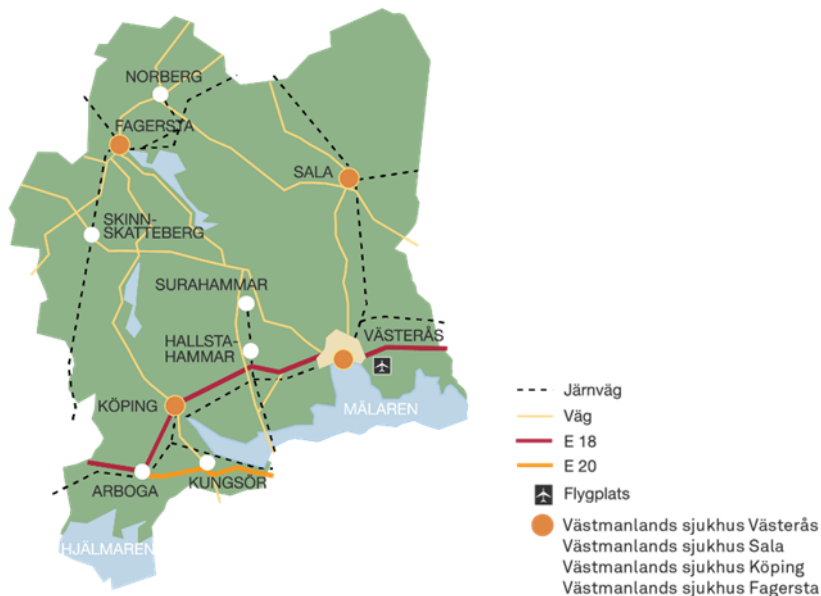 NORBERG
FAGERSTA
SALA
SKINN-
SKATTEBERG
SURAHAMMAR
HALLSTA-
HAMMAR
VÄSTERÅS
KÖPING
MÄLAREN
ARBOGA
KUNGSÖR
HJÄLMAREN
Järnväg
Väg
E 18
E 20
Flygplats
Västmanlands sjukhus Västerås
Västmanlands sjukhus Sala
Västmanlands sjukhus Köping
Västmanlands sjukhus Fagersta